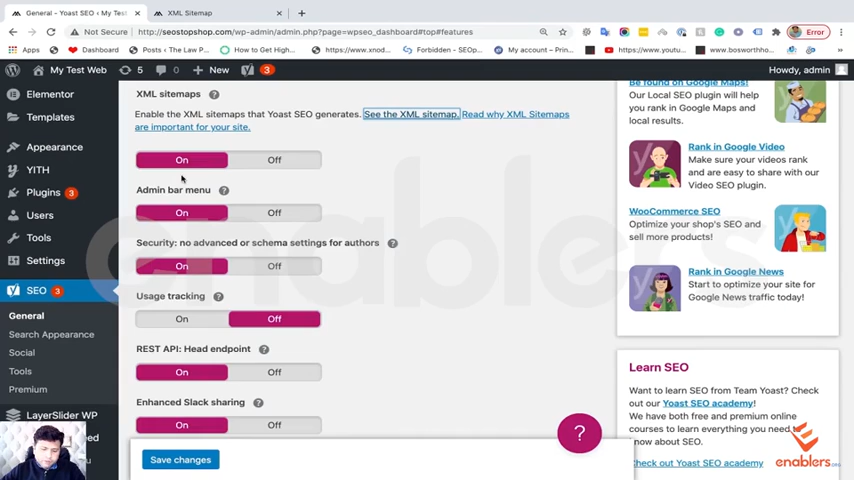 General - Yoast SEO ‹ My Test
XML Sitemap
Not Secure
http://seostopshop.com/wp-admin/admin.php?page=wpseo_dashboard#top#features
Error
Apps
Dashboard
Posts ‹ The Law P
How to Get High
https://www.xnod
Forbidden - SEOp
My account – Prin
https://www.youtu
www.bosworthho
My Test Web
5
0
New
3
Howdy, admin
Elementor
Templates
Appearance
YITH
Plugins 3
Users
Tools
Settings
SEO 3
General
Search Appearance
Social
Tools
Premium
LayerSlider WP
XML sitemaps
Enable the XML sitemaps that Yoast SEO generates. See the XML sitemap. Read why XML Sitemaps
are important for your site.
On Off
Admin bar menu
On Off
Security: no advanced or schema settings for authors
On Off
Usage tracking
On Off
REST API: Head endpoint
On Off
Enhanced Slack sharing
On Off
Save changes
?
Be found on Google Maps!
Our Local SEO plugin will help
you rank in Google Maps and
local results.
Rank in Google Video
Make sure your videos rank
and are easy to share with our
Video SEO plugin.
WooCommerce SEO
Optimize your shop's SEO and
sell more products!
Rank in Google News
Start to optimize your site for
Google News traffic today!
Learn SEO
Want to learn SEO from Team Yoast? Check
out our Yoast SEO academy!
We have both free and premium online
courses to learn everything you need to
know about SEO.
Check out Yoast SEO academy
enablers
enablers.org